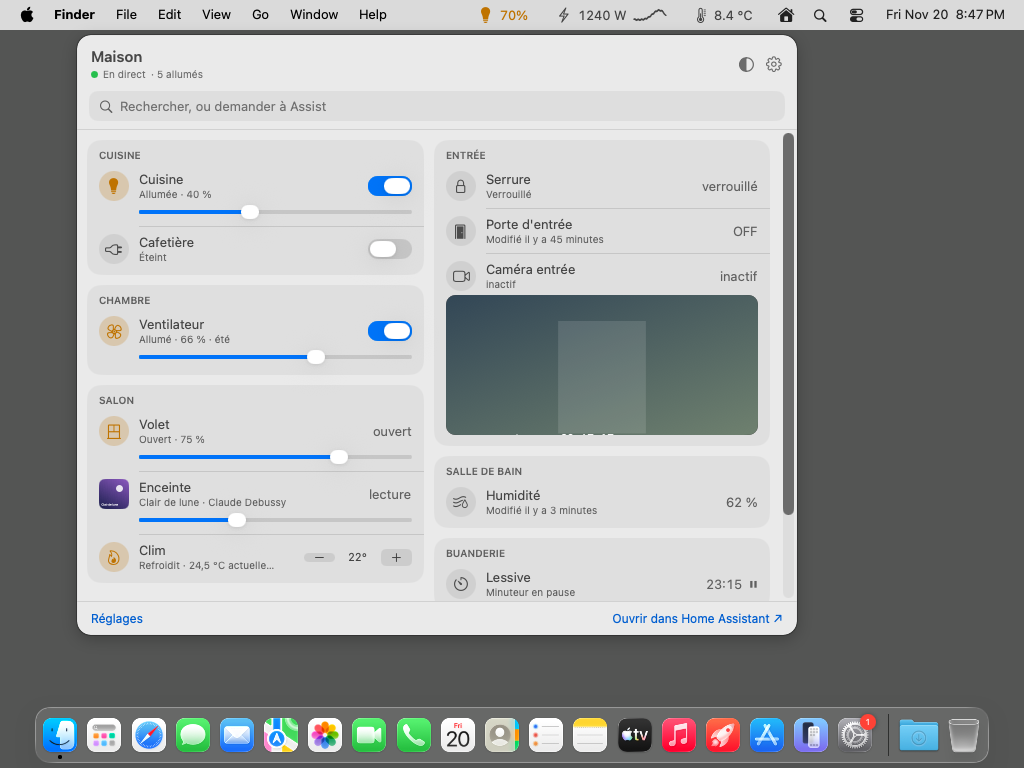 Finder File Edit View Go Window Help 70% 1240 W 8.4 °C Fri Nov 20 8:47 PM
Maison
En direct · 5 allumés
Rechercher, ou demander à Assist
CUISINE
Cuisine
Allumée · 40 %
Cafetière
Éteint
CHAMBRE
Ventilateur
Allumé · 66 % · été
SALON
Volet
Ouvert · 75 %
ouvert
Enceinte
Clair de lune · Claude Debussy
lecture
Clim
Refroidit · 24,5 °C actuelle...
22°
ENTRÉE
Serrure
Verrouillé
verrouillé
Porte d'entrée
Modifié il y a 45 minutes
OFF
Caméra entrée
inactif
inactif
SALLE DE BAIN
Humidité
Modifié il y a 3 minutes
62 %
BUANDERIE
Lessive
Minuteur en pause
23:15
Réglages
Ouvrir dans Home Assistant
Fri
20
tv
1